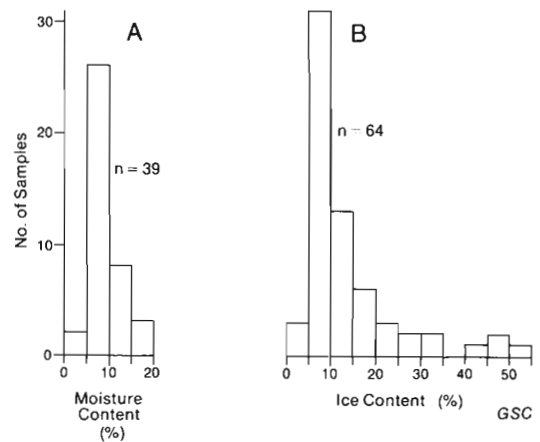 A
B
30
20
10
0
No. of Samples
n = 39
n = 64
0 10 20
0 10 20 30 40 50
Moisture
Content
(%)
Ice Content (%)
GSC